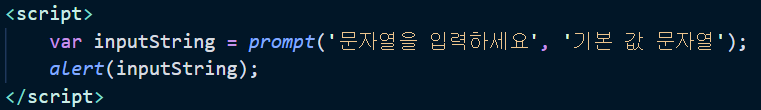 <script>
    var inputString = prompt('문자열을 입력하세요', '기본 값 문자열');
    alert(inputString);
</script>